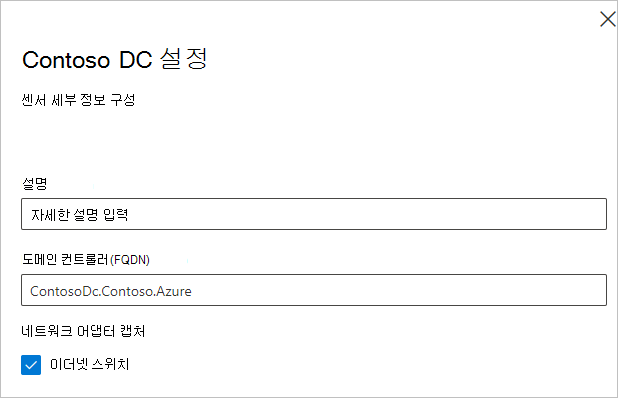 Contoso DC 설정
센서 세부 정보 구성
설명
자세한 설명 입력
도메인 컨트롤러(FQDN)
ContosoDc.Contoso.Azure
네트워크 어댑터 캡처
이더넷 스위치